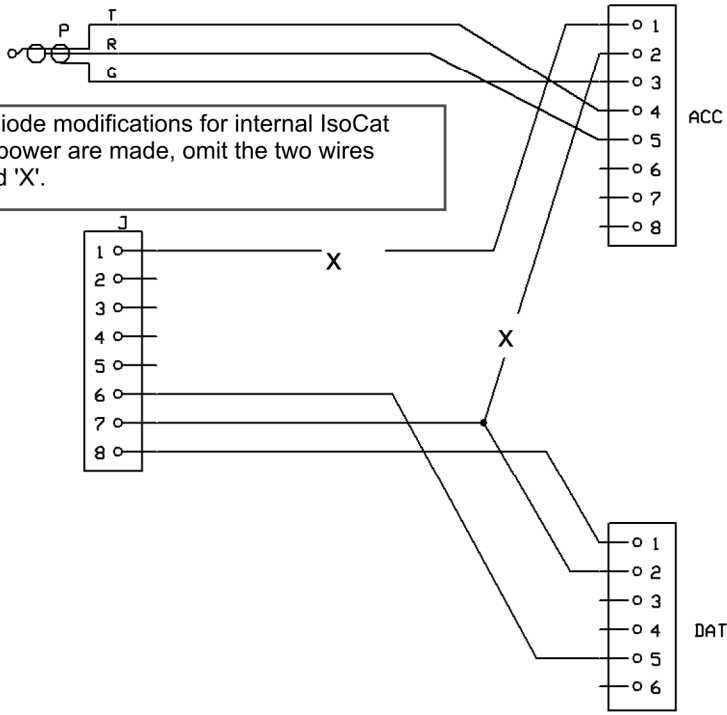 T
P
R
G
1
2
3
4
5
6
7
8
ACC
iode modifications for internal IsoCat
power are made, omit the two wires
d 'X'.
J
1
2
3
4
5
6
7
8
X
X
1
2
3
4
5
6
DAT